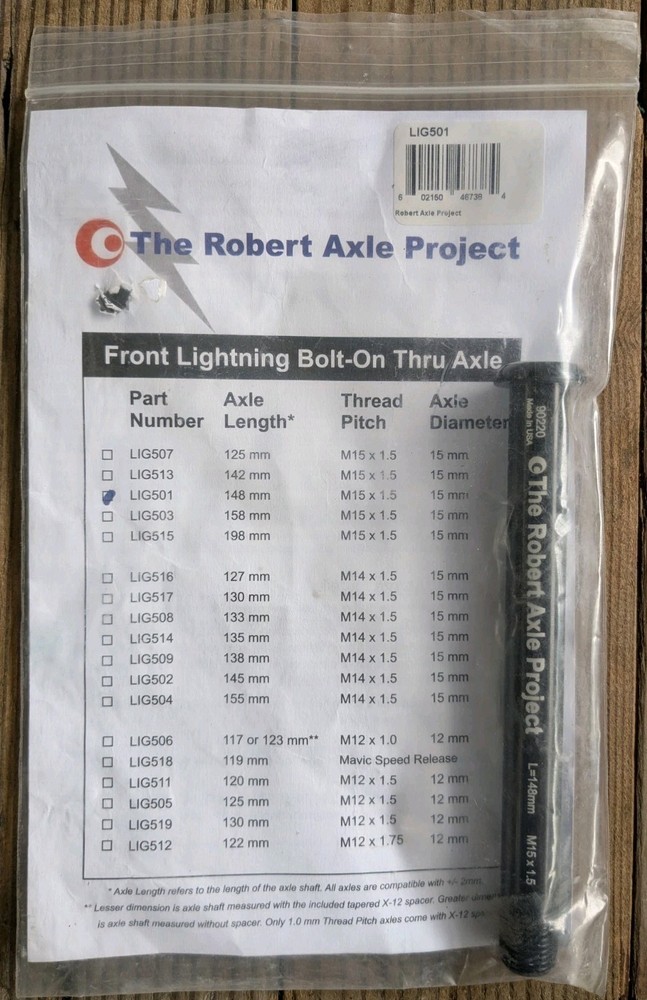 LIG501
6 02150 46739 4
Robert Axle Project
The Robert Axle Project
Front Lightning Bolt-On Thru Axle
Part Number Axle Length* Thread Pitch Axle Diameter
LIG507 125 mm M15 x 1.5 15 mm
LIG513 142 mm M15 x 1.5 15 mm
LIG501 148 mm M15 x 1.5 15 mm
LIG503 158 mm M15 x 1.5 15 mm
LIG515 198 mm M15 x 1.5 15 mm
LIG516 127 mm M14 x 1.5 15 mm
LIG517 130 mm M14 x 1.5 15 mm
LIG508 133 mm M14 x 1.5 15 mm
LIG514 135 mm M14 x 1.5 15 mm
LIG509 138 mm M14 x 1.5 15 mm
LIG502 145 mm M14 x 1.5 15 mm
LIG504 155 mm M14 x 1.5 15 mm
LIG506 117 or 123 mm** M12 x 1.0 12 mm
LIG518 119 mm Mavic Speed Release
LIG511 120 mm M12 x 1.5 12 mm
LIG505 125 mm M12 x 1.5 12 mm
LIG519 130 mm M12 x 1.5 12 mm
LIG512 122 mm M12 x 1.75 12 mm
* Axle Length refers to the length of the axle shaft. All axles are compatible with +/- 2mm.
** Lesser dimension is axle shaft measured with the included tapered X-12 spacer. Greater
is axle shaft measured without spacer. Only 1.0 mm Thread Pitch axles come with X-12
90220
Made in USA
The Robert Axle Project L=148mm M15 x 1.5